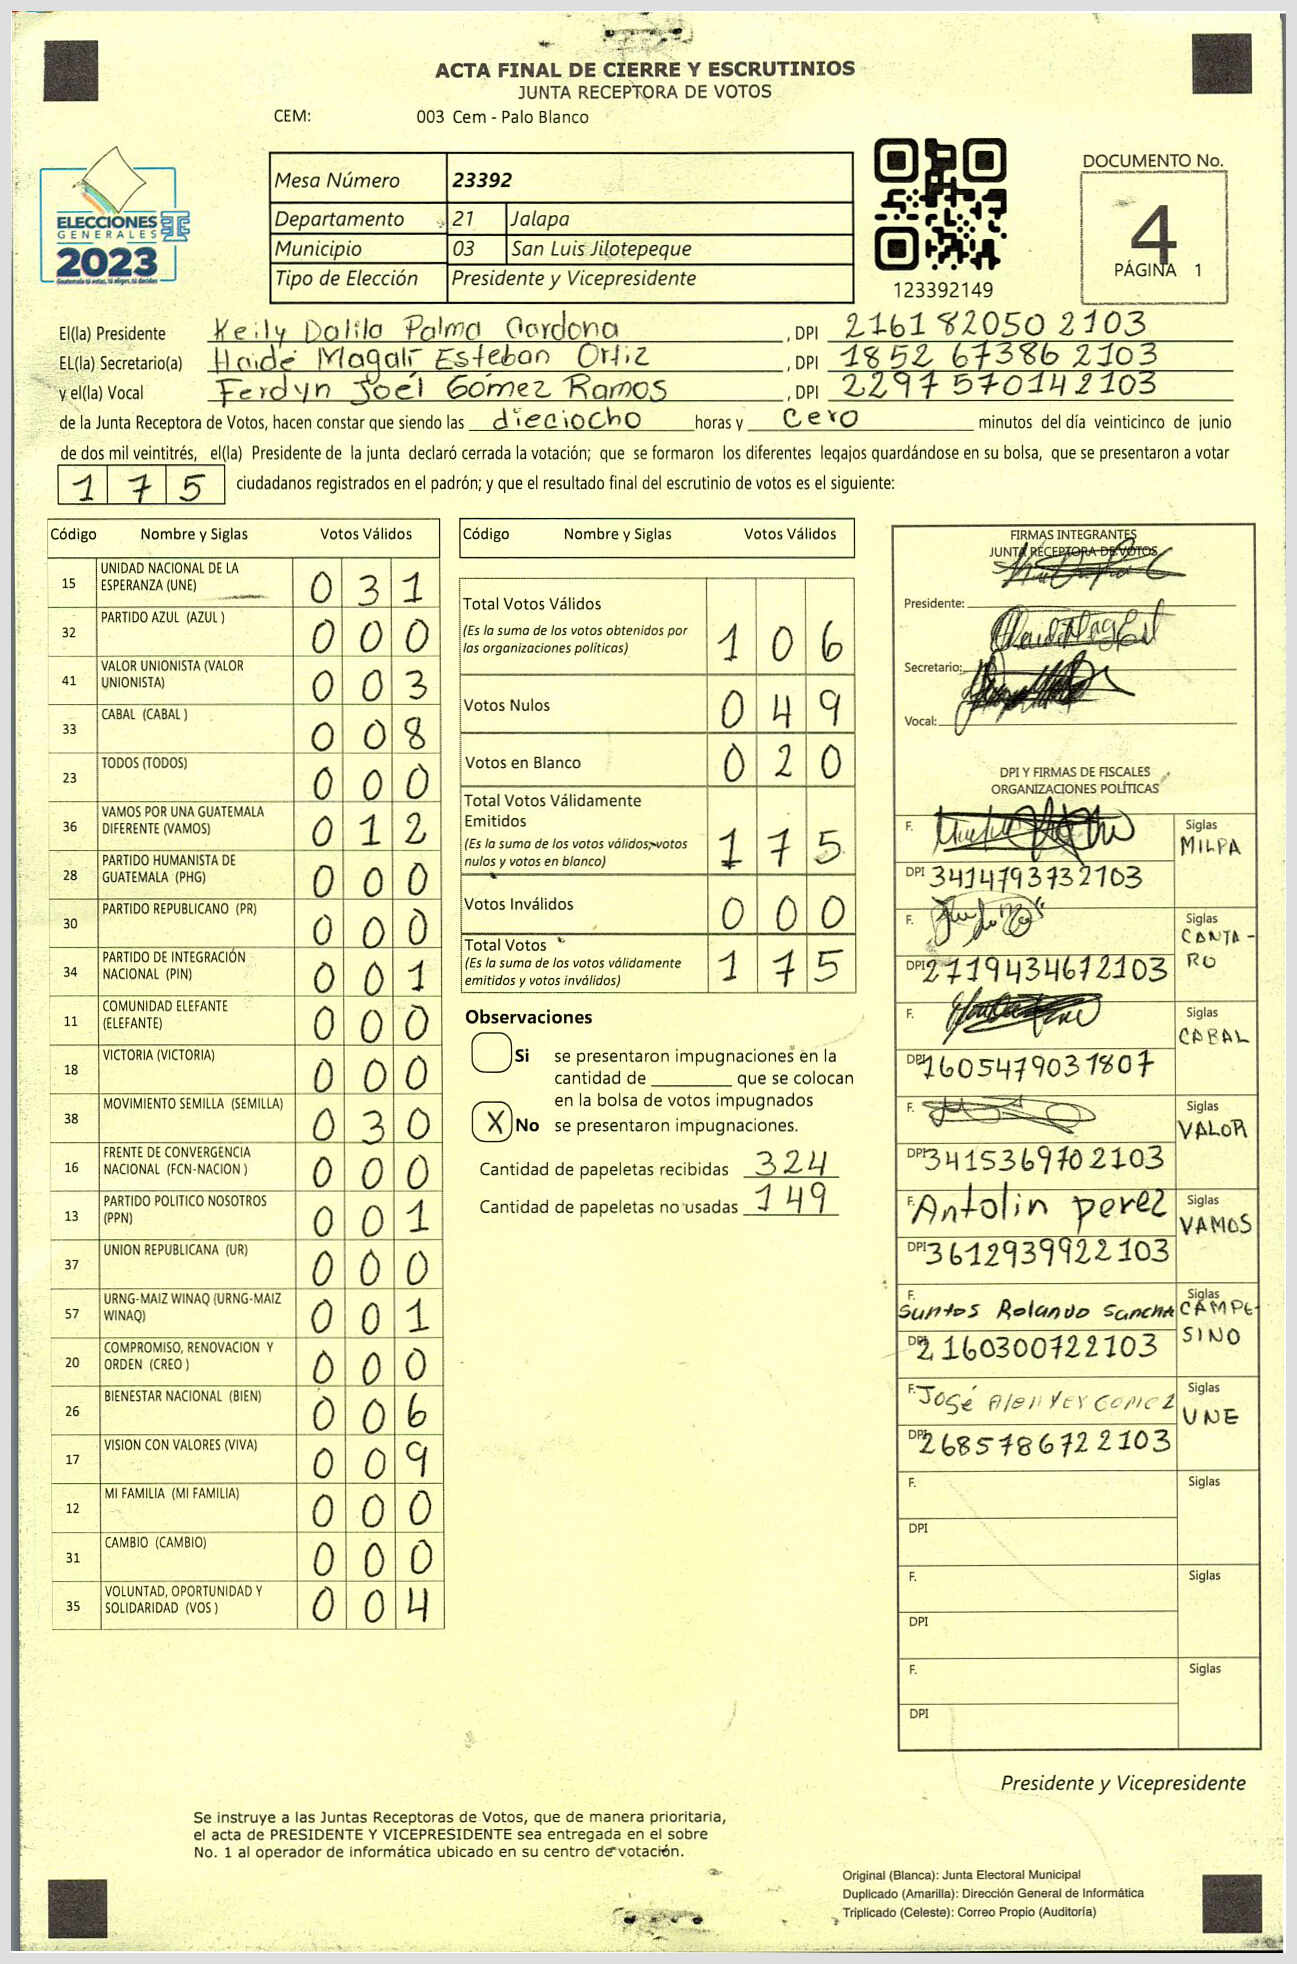 ACTA FINAL DE CIERRE Y ESCRUTINIOS
JUNTA RECEPTORA DE VOTOS
CEM: 003 Cem - Palo Blanco
ELECCIONES
GENERALES
2023
Guatemala tú votas, tú eliges, tú decides
Mesa Número 23392
Departamento 21 Jalapa
Municipio 03 San Luis Jilotepeque
Tipo de Elección Presidente y Vicepresidente
123392149
DOCUMENTO No.
4
PÁGINA 1
El(la) Presidente Keily Dalila Palma Cardona , DPI 2161 82050 2103
EL(la) Secretario(a) Haidé Magalí Esteban Ortiz , DPI 1852 67386 2103
y el(la) Vocal Ferdyn Joel Gómez Ramos , DPI 2297 57014 2103
de la Junta Receptora de Votos, hacen constar que siendo las dieciocho horas y cero minutos del día veinticinco de junio
de dos mil veintitrés, el(la) Presidente de la junta declaró cerrada la votación; que se formaron los diferentes legajos quardándose en su bolsa, que se presentaron a votar
1 7 5 ciudadanos registrados en el padrón; y que el resultado final del escrutinio de votos es el siguiente:
Código Nombre y Siglas Votos Válidos
15 UNIDAD NACIONAL DE LA
ESPERANZA (UNE) 0 3 1
32 PARTIDO AZUL (AZUL ) 0 0 0
41 VALOR UNIONISTA (VALOR
UNIONISTA) 0 0 3
33 CABAL (CABAL ) 0 0 8
23 TODOS (TODOS) 0 0 0
36 VAMOS POR UNA GUATEMALA
DIFERENTE (VAMOS) 0 1 2
28 PARTIDO HUMANISTA DE
GUATEMALA (PHG) 0 0 0
30 PARTIDO REPUBLICANO (PR) 0 0 0
34 PARTIDO DE INTEGRACIÓN
NACIONAL (PIN) 0 0 1
11 COMUNIDAD ELEFANTE
(ELEFANTE) 0 0 0
18 VICTORIA (VICTORIA) 0 0 0
38 MOVIMIENTO SEMILLA (SEMILLA) 0 3 0
16 FRENTE DE CONVERGENCIA
NACIONAL (FCN-NACION ) 0 0 0
13 PARTIDO POLITICO NOSOTROS
(PPN) 0 0 1
37 UNION REPUBLICANA (UR) 0 0 0
57 URNG-MAIZ WINAQ (URNG-MAIZ
WINAQ) 0 0 1
20 COMPROMISO, RENOVACION Y
ORDEN (CREO ) 0 0 0
26 BIENESTAR NACIONAL (BIEN) 0 0 6
17 VISION CON VALORES (VIVA) 0 0 9
12 MI FAMILIA (MI FAMILIA) 0 0 0
31 CAMBIO (CAMBIO) 0 0 0
35 VOLUNTAD, OPORTUNIDAD Y
SOLIDARIDAD (VOS ) 0 0 4
Código Nombre y Siglas Votos Válidos
Total Votos Válidos
(Es la suma de los votos obtenidos por
las organizaciones políticas) 1 0 6
Votos Nulos 0 4 9
Votos en Blanco 0 2 0
Total Votos Válidamente
Emitidos
(Es la suma de los votos válidos, votos
nulos y votos en blanco) 1 7 5
Votos Inválidos 0 0 0
Total Votos
(Es la suma de los votos válidamente
emitidos y votos inválidos) 1 7 5
Observaciones
Si se presentaron impugnaciones en la
cantidad de ________ que se colocan
en la bolsa de votos impugnados
X No se presentaron impugnaciones.
Cantidad de papeletas recibidas 324
Cantidad de papeletas no usadas 149
FIRMAS INTEGRANTES
JUNTA RECEPTORA DE VOTOS
Presidente:
Secretario:
Vocal:
DPI Y FIRMAS DE FISCALES
ORGANIZACIONES POLÍTICAS
F. Siglas
MILPA
DPI 3414793732103
F. Siglas
CANTA-
RO
DPI 2719434672103
F. Siglas
CABAL
DPI 1605479031807
F. Siglas
VALOR
DPI 3415369702103
F. Antolin perez Siglas
VAMOS
DPI 3612939922103
F. Santos Rolando Siglas
CAMPE-
SINO
DPI 2160300722103
F. José Siglas
UNE
DPI 2685786722103
F. Siglas
DPI
F. Siglas
DPI
F. Siglas
DPI
Presidente y Vicepresidente
Se instruye a las Juntas Receptoras de Votos, que de manera prioritaria,
el acta de PRESIDENTE Y VICEPRESIDENTE sea entregada en el sobre
No. 1 al operador de informática ubicado en su centro de votación.
Original (Blanca): Junta Electoral Municipal
Duplicado (Amarilla): Dirección General de Informática
Triplicado (Celeste): Correo Propio (Auditoría)